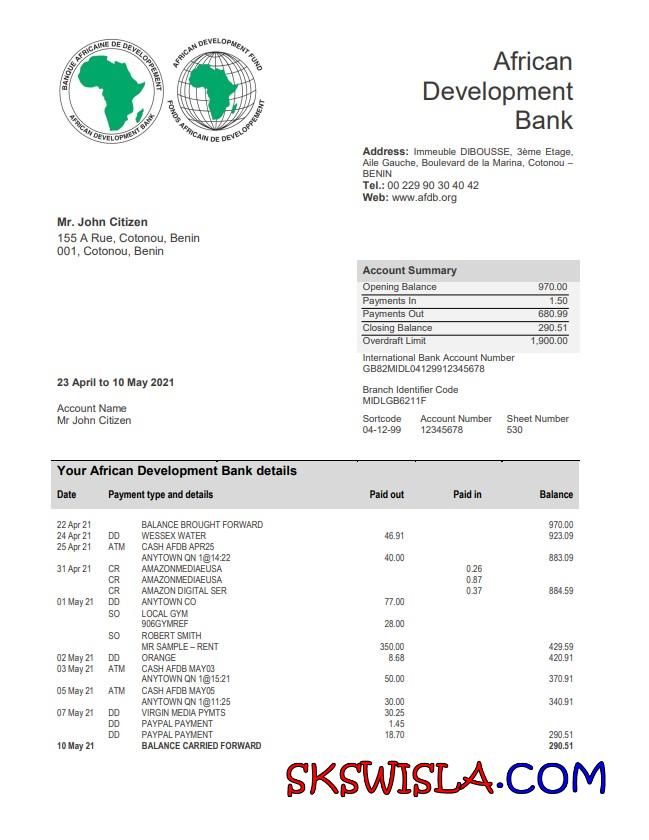 BANQUE AFRICAINE DE DEVELOPPEMENT
AFRICAN DEVELOPMENT BANK
AFRICAN DEVELOPMENT FUND
FONDS AFRICAIN DE DEVELOPPEMENT
African
Development
Bank
Address: Immeuble DIBOUSSE, 3ème Etage,
Aile Gauche, Boulevard de la Marina, Cotonou –
BENIN
Tel.: 00 229 90 30 40 42
Web: www.afdb.org
Mr. John Citizen
155 A Rue, Cotonou, Benin
001, Cotonou, Benin
Account Summary
Opening Balance 970.00
Payments In 1.50
Payments Out 680.99
Closing Balance 290.51
Overdraft Limit 1,900.00
International Bank Account Number
GB82MIDL04129912345678
23 April to 10 May 2021
Branch Identifier Code
MIDLGB6211F
Account Name
Mr John Citizen
Sortcode Account Number Sheet Number
04-12-99 12345678 530
Your African Development Bank details
Date Payment type and details Paid out Paid in Balance
22 Apr 21 BALANCE BROUGHT FORWARD 970.00
24 Apr 21 DD WESSEX WATER 46.91 923.09
25 Apr 21 ATM CASH AFDB APR25
ANYTOWN QN 1@14:22 40.00 883.09
31 Apr 21 CR AMAZONMEDIAEUSA 0.26
CR AMAZONMEDIAEUSA 0.87
CR AMAZON DIGITAL SER 0.37 884.59
01 May 21 DD ANYTOWN CO 77.00
SO LOCAL GYM
906GYMREF 28.00
SO ROBERT SMITH
MR SAMPLE – RENT 350.00 429.59
02 May 21 DD ORANGE 8.68 420.91
03 May 21 ATM CASH AFDB MAY03
ANYTOWN QN 1@15:21 50.00 370.91
05 May 21 ATM CASH AFDB MAY05
ANYTOWN QN 1@11:25 30.00 340.91
07 May 21 DD VIRGIN MEDIA PYMTS 30.25
DD PAYPAL PAYMENT 1.45
DD PAYPAL PAYMENT 18.70 290.51
10 May 21 BALANCE CARRIED FORWARD 290.51
SKSWISLA.COM